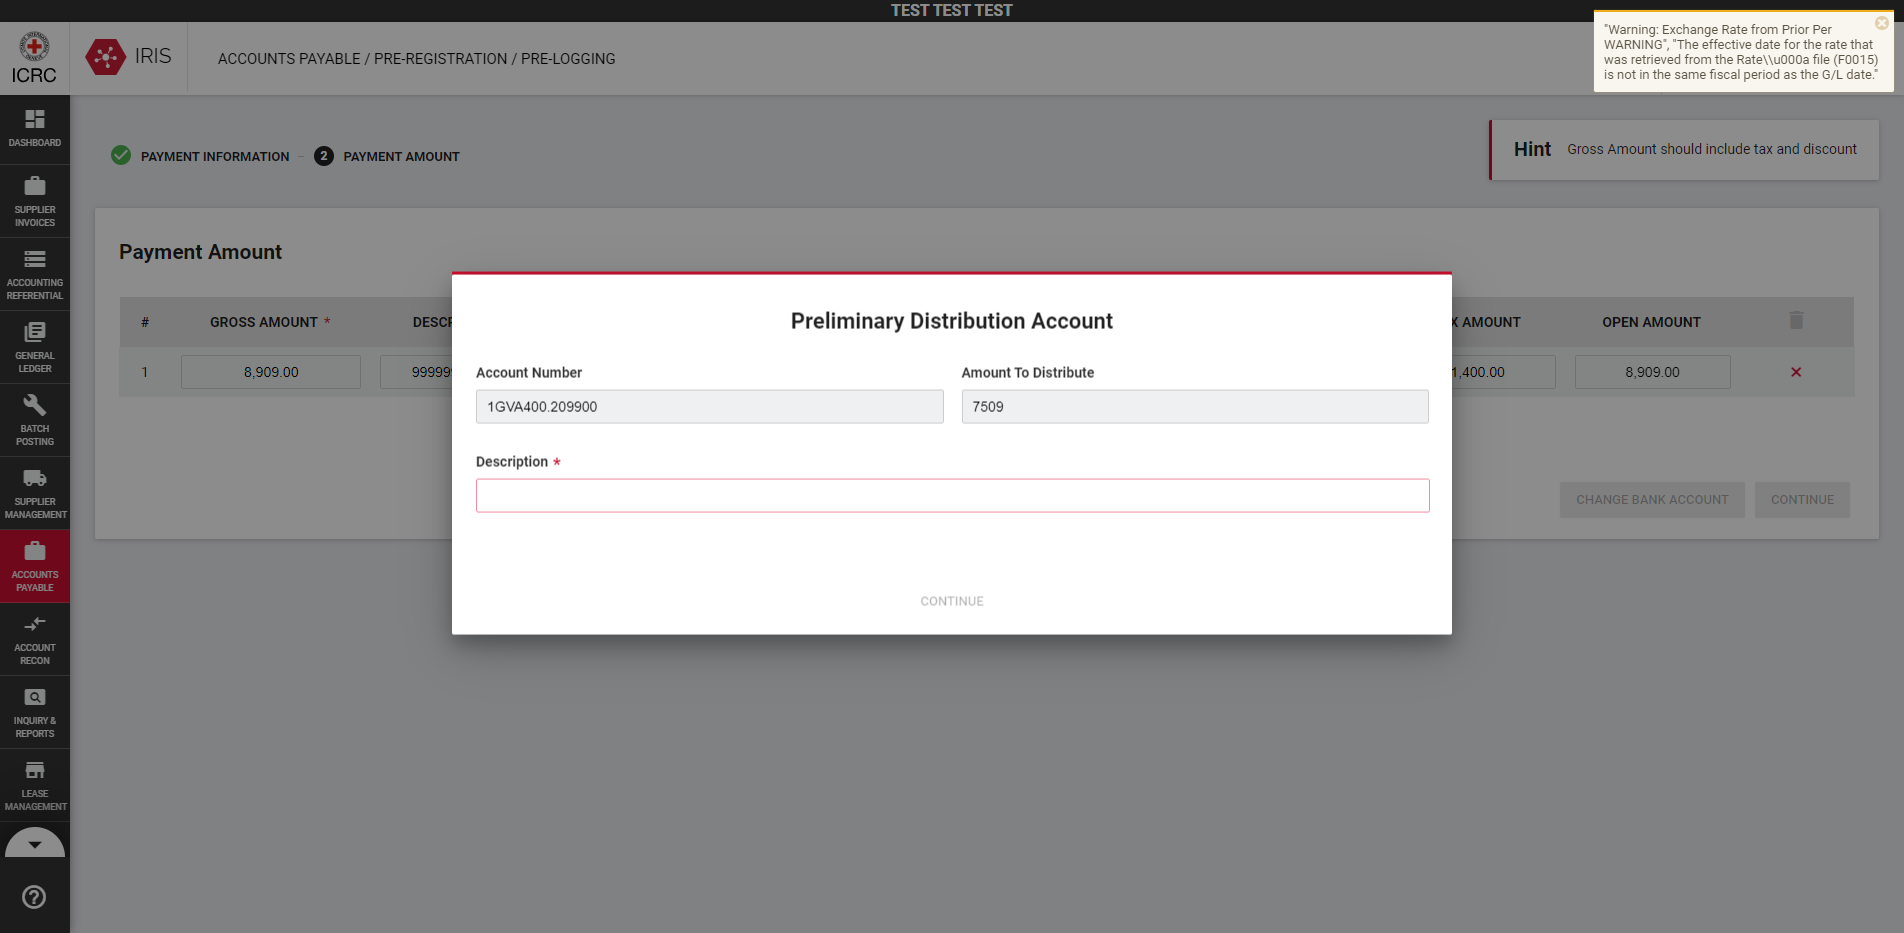 TEST TEST TEST
ICRC
IRIS
ACCOUNTS PAYABLE / PRE-REGISTRATION / PRE-LOGGING
"Warning: Exchange Rate from Prior Per
WARNING", "The effective date for the rate that
was retrieved from the Rate\\u000a file (F0015)
is not in the same fiscal period as the G/L date."
DASHBOARD
SUPPLIER
INVOICES
ACCOUNTING
REFERENTIAL
GENERAL
LEDGER
BATCH
POSTING
SUPPLIER
MANAGEMENT
ACCOUNTS
PAYABLE
ACCOUNT
RECON
INQUIRY &
REPORTS
LEASE
MANAGEMENT
PAYMENT INFORMATION – 2 PAYMENT AMOUNT
Hint Gross Amount should include tax and discount
Payment Amount
# GROSS AMOUNT * DESCR X AMOUNT OPEN AMOUNT
1 8,909.00 99999 1,400.00 8,909.00
CHANGE BANK ACCOUNT CONTINUE
Preliminary Distribution Account
Account Number Amount To Distribute
1GVA400.209900 7509
Description *
CONTINUE